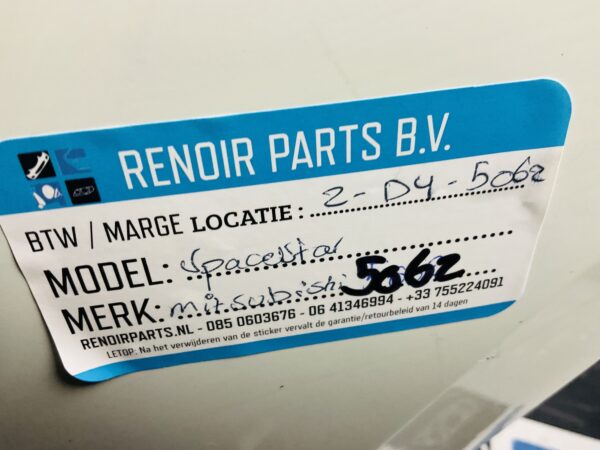 RENOIR PARTS B.V.
BTW / MARGE LOCATIE : 2-D4-5062
MODEL: Spacestar
MERK: mitsubishi 5062
RENOIRPARTS.NL - 085 0603676 - 06 41346994 - +33 755224091
LETOP: Na het verwijderen van de sticker vervalt de garantie/retourbeleid van 14 dagen